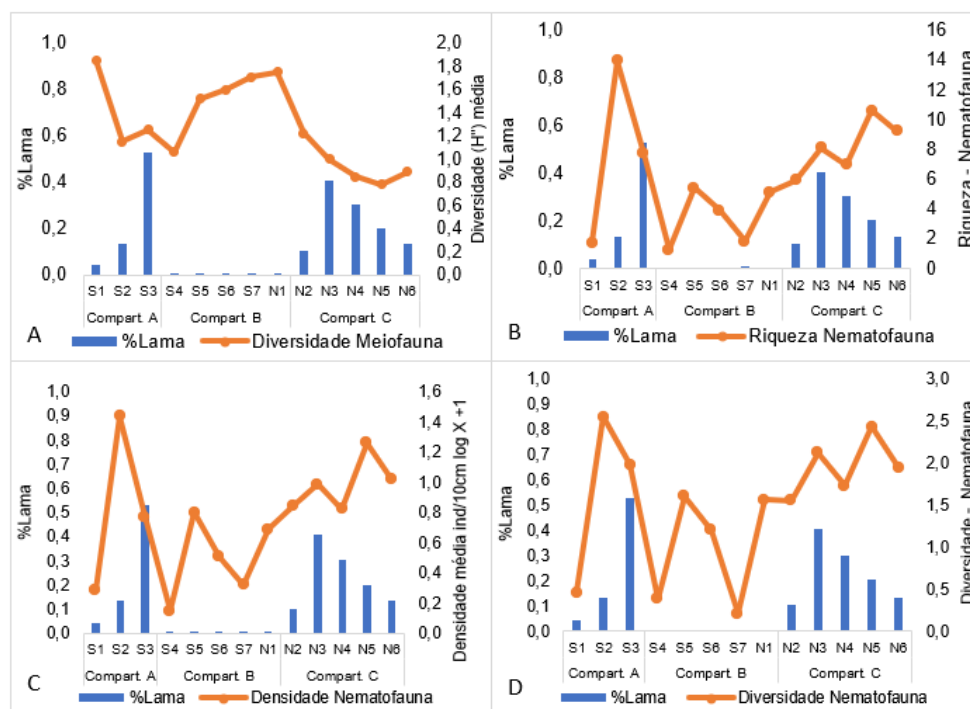 1,0
0,8
0,6
0,4
0,2
0,0
%Lama
2,0
1,8
1,6
1,4
1,2
1,0
0,8
0,6
0,4
0,2
0,0
Diversidade (H") média
S1 S2 S3 S4 S5 S6 S7 N1 N2 N3 N4 N5 N6
Compart. A Compart. B Compart. C
A
%Lama Diversidade Meiofauna
1,0
0,8
0,6
0,4
0,2
0,0
%Lama
16
14
12
10
8
6
4
2
0
Riqueza - Nematofauna
S1 S2 S3 S4 S5 S6 S7 N1 N2 N3 N4 N5 N6
Compart. A Compart. B Compart. C
B
%Lama Riqueza Nematofauna
1,0
0,9
0,8
0,7
0,6
0,5
0,4
0,3
0,2
0,1
0,0
%Lama
1,6
1,4
1,2
1,0
0,8
0,6
0,4
0,2
0,0
Densidade média ind/10cm log X +1
S1 S2 S3 S4 S5 S6 S7 N1 N2 N3 N4 N5 N6
Compart. A Compart. B Compart. C
C
%Lama Densidade Nematofauna
1,0
0,9
0,8
0,7
0,6
0,5
0,4
0,3
0,2
0,1
0,0
%Lama
3,0
2,5
2,0
1,5
1,0
0,5
0,0
Diversidade - Nematofauna
S1 S2 S3 S4 S5 S6 S7 N1 N2 N3 N4 N5 N6
Compart. A Compart. B Compart. C
D
%Lama Diversidade Nematofauna